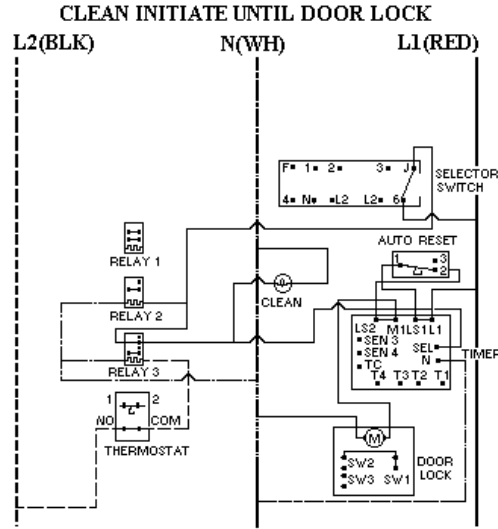 CLEAN INITIATE UNTIL DOOR LOCK
L2(BLK) N(WH) L1(RED)
F 1 2 3 J
4 N L2 L2 6
SELECTOR
SWITCH
AUTO RESET
1 3
2
RELAY 1
RELAY 2
RELAY 3
CLEAN
LS2 M1 LS1 L1
SEN 3
SEN 4
TC
SEL
N
T4 T3 T2 T1
TIMER
1 2
NO COM
THERMOSTAT
M
SW2
SW3 SW1
DOOR
LOCK